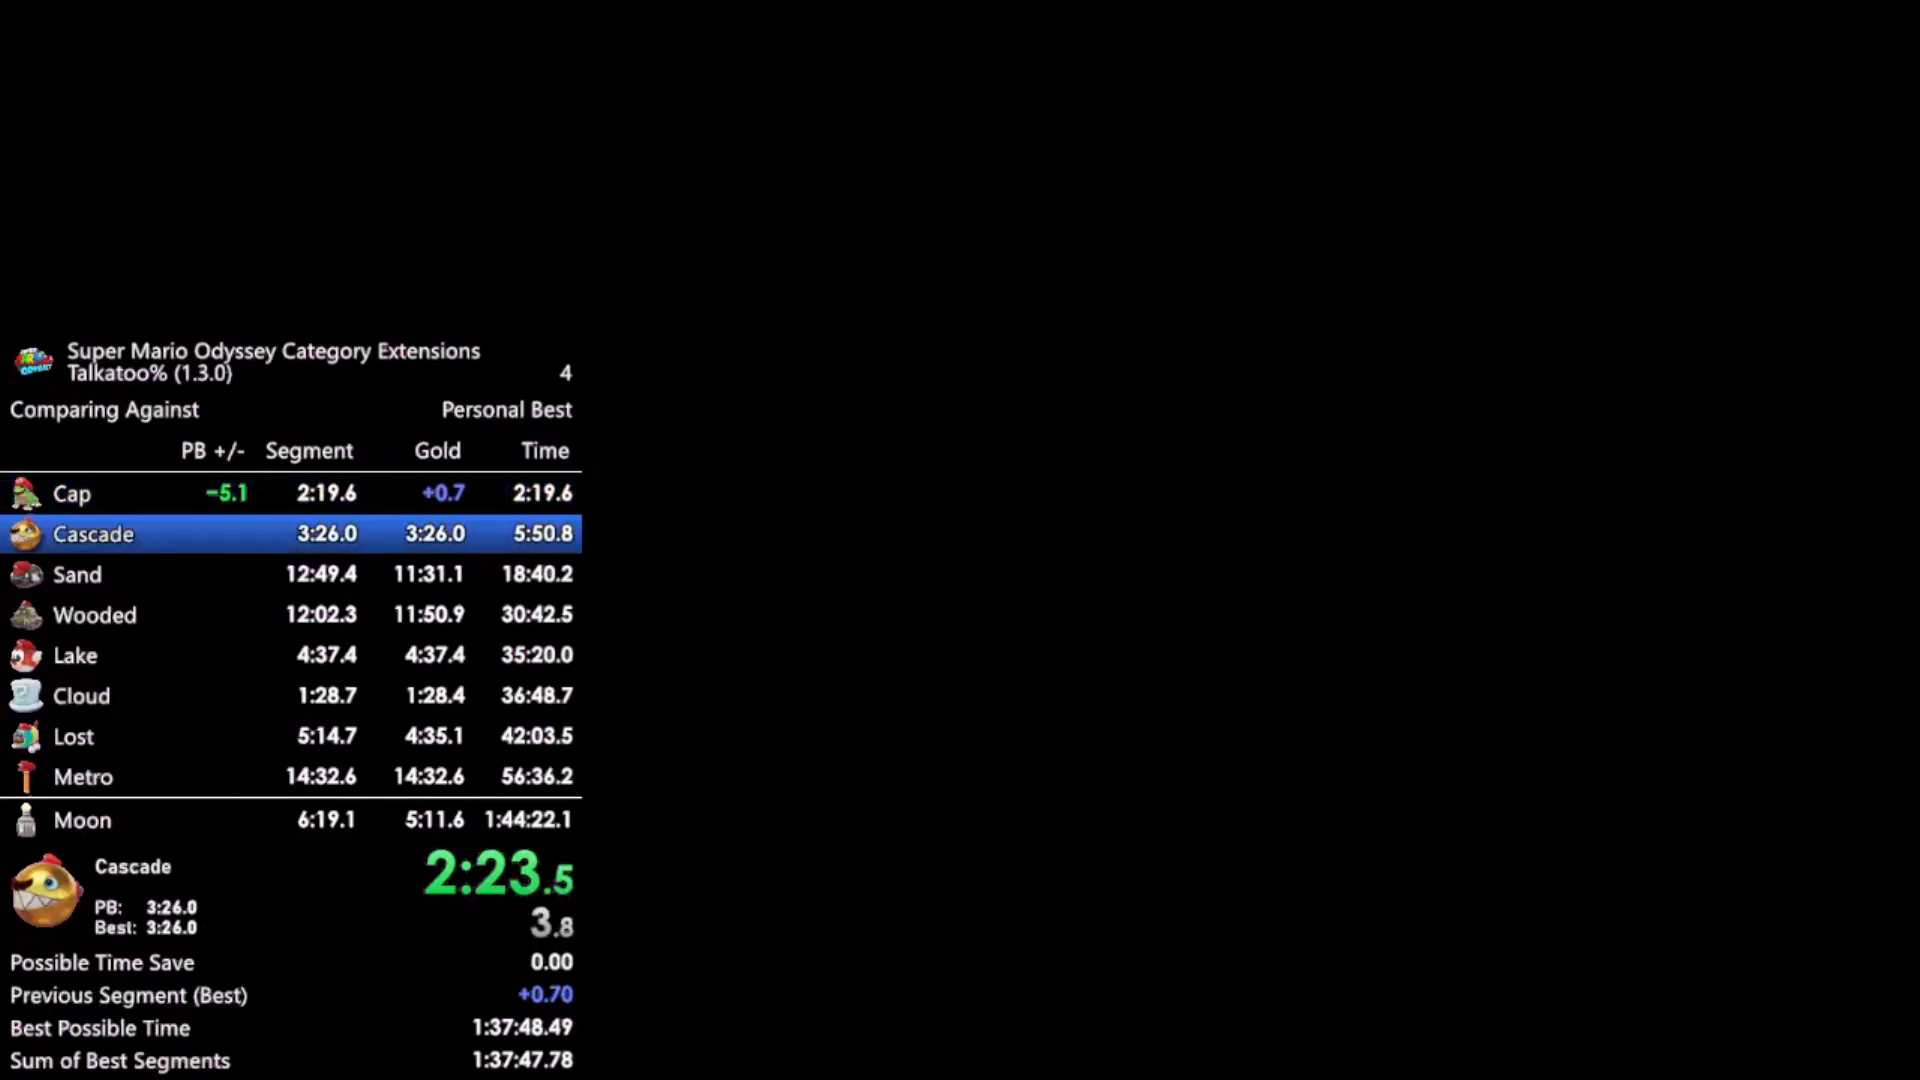 Super Mario Odyssey Category Extensions
Talkatoo% (1.3.0) 4
Comparing Against Personal Best
PB +/- Segment Gold Time
Cap -5.1 2:19.6 +0.7 2:19.6
Cascade 3:26.0 3:26.0 5:50.8
Sand 12:49.4 11:31.1 18:40.2
Wooded 12:02.3 11:50.9 30:42.5
Lake 4:37.4 4:37.4 35:20.0
Cloud 1:28.7 1:28.4 36:48.7
Lost 5:14.7 4:35.1 42:03.5
Metro 14:32.6 14:32.6 56:36.2
Moon 6:19.1 5:11.6 1:44:22.1
Cascade 2:23.5
PB: 3:26.0 3.8
Best: 3:26.0
Possible Time Save 0.00
Previous Segment (Best) +0.70
Best Possible Time 1:37:48.49
Sum of Best Segments 1:37:47.78